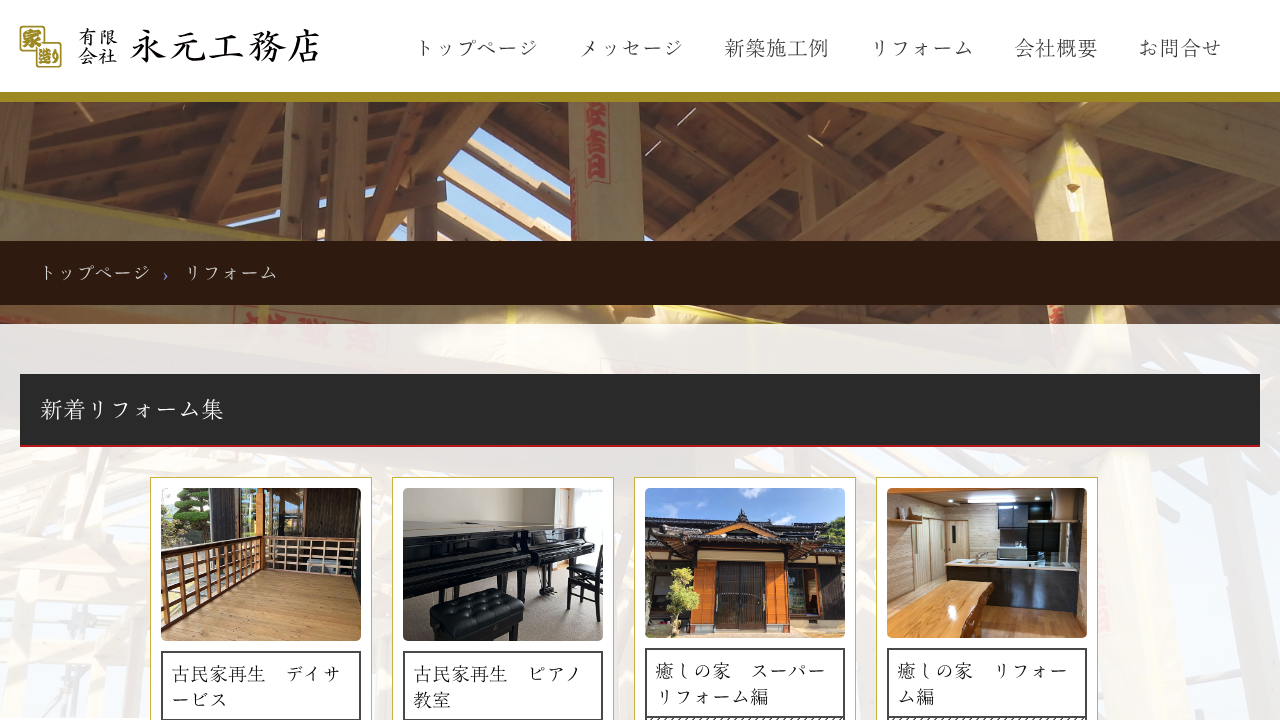 家造り
有限会社 永元工務店
トップページ メッセージ 新築施工例 リフォーム 会社概要 お問合せ
トップページ › リフォーム
新着リフォーム集
古民家再生　デイサ
ービス
古民家再生　ピアノ
教室
癒しの家　スーパー
リフォーム編
癒しの家　リフォー
ム編